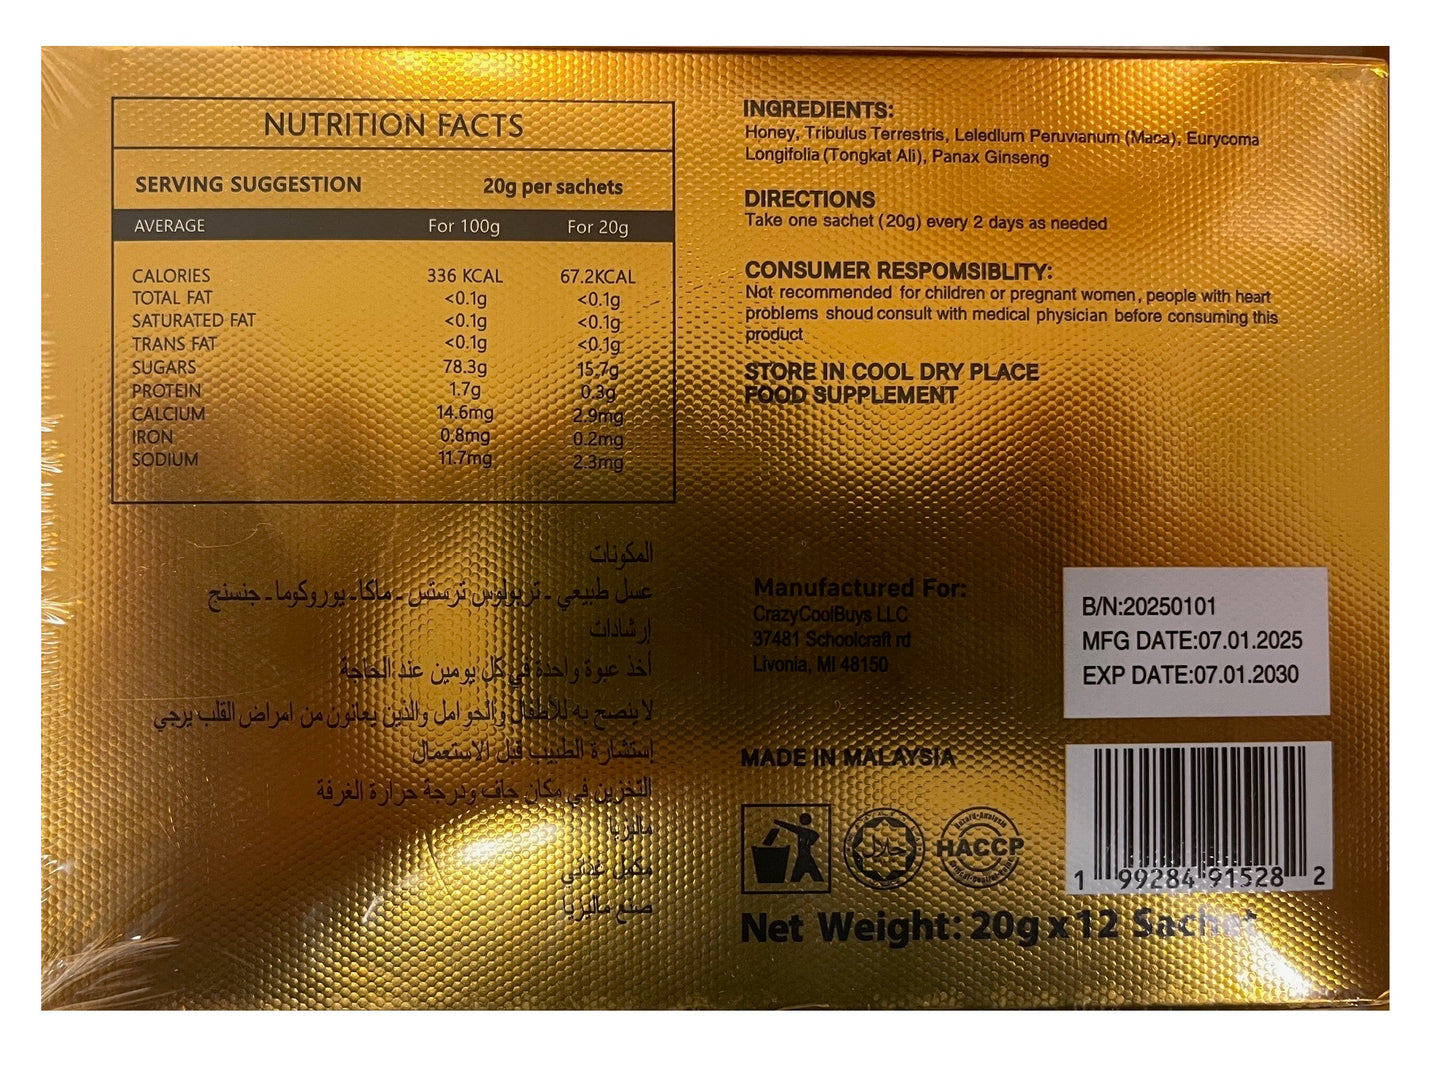 NUTRITION FACTS
SERVING SUGGESTION 20g per sachets
AVERAGE For 100g For 20g
CALORIES 336 KCAL 67.2KCAL
TOTAL FAT <0.1g <0.1g
SATURATED FAT <0.1g <0.1g
TRANS FAT <0.1g <0.1g
SUGARS 78.3g 15.7g
PROTEIN 1.7g 0.3g
CALCIUM 14.6mg 2.9mg
IRON 0.8mg 0.2mg
SODIUM 11.7mg 2.3mg
المكونات
عسل طبيعي - تريولوس ترستس - ماكا - يوروكوما - جنسنج
إرشادات
أخذ عبوة واحدة في كل يومين عند الحاجة
لا ينصح به للأطفال والحوامل والذين يعانون من امراض القلب يرجي
إستشارة الطبيب قبل الاستعمال
التخزين في مكان جاف ودرجة حرارة الغرفة
ماليزيا
مكمل غذائي
صنع ماليزيا
INGREDIENTS:
Honey, Tribulus Terrestris, Leledlum Peruvianum (Maca), Eurycoma
Longifolia (Tongkat Ali), Panax Ginseng
DIRECTIONS
Take one sachet (20g) every 2 days as needed
CONSUMER RESPOMSIBLITY:
Not recommended for children or pregnant women, people with heart
problems shoud consult with medical physician before consuming this
product
STORE IN COOL DRY PLACE
FOOD SUPPLEMENT
Manufactured For:
CrazyCoolBuys LLC
37481 Schoolcraft rd
Livonia, MI 48150
B/N:20250101
MFG DATE:07.01.2025
EXP DATE:07.01.2030
MADE IN MALAYSIA
حلال
HACCP
1 99284 91528 2
Net Weight: 20g x 12 Sachet